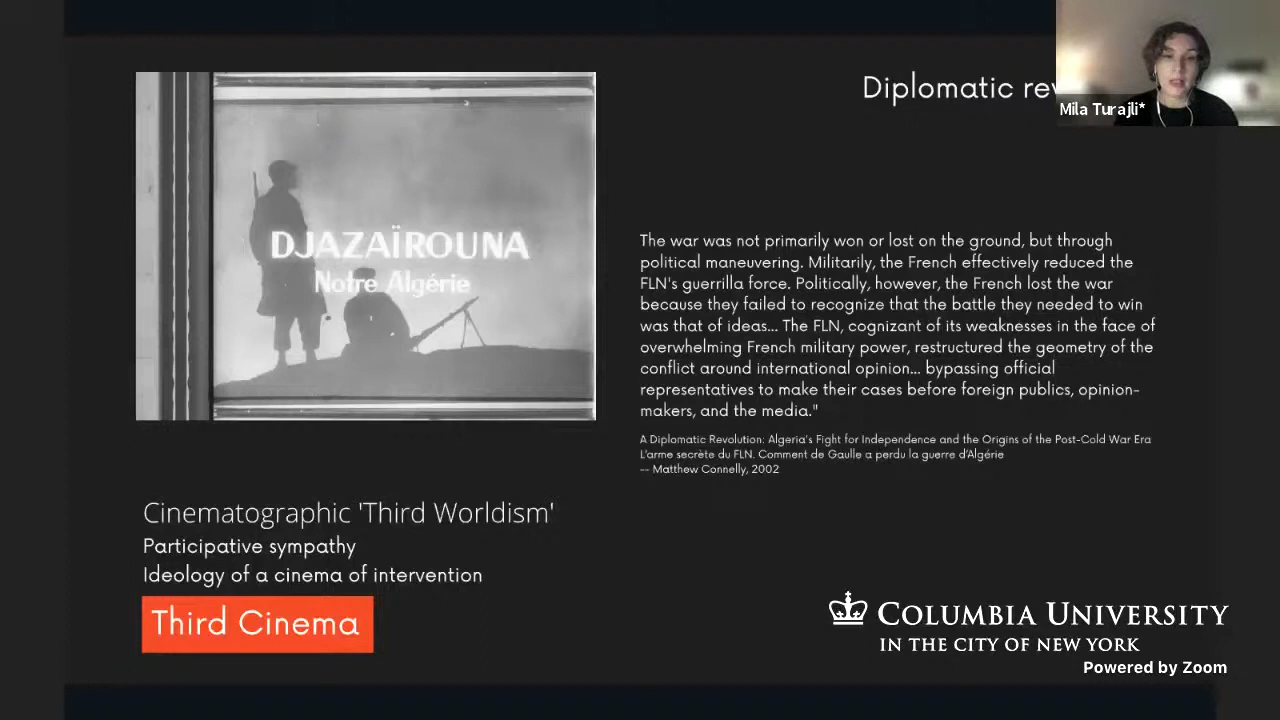 Diplomatic rev
Mila Turajli*
DJAZAÏROUNA
Notre Algérie
The war was not primarily won or lost on the ground, but through
political maneuvering. Militarily, the French effectively reduced the
FLN's guerrilla force. Politically, however, the French lost the war
because they failed to recognize that the battle they needed to win
was that of ideas... The FLN, cognizant of its weaknesses in the face of
overwhelming French military power, restructured the geometry of the
conflict around international opinion... bypassing official
representatives to make their cases before foreign publics, opinion-
makers, and the media."
A Diplomatic Revolution: Algeria's Fight for Independence and the Origins of the Post-Cold War Era
L'arme secrète du FLN. Comment de Gaulle a perdu la guerre d'Algérie
-- Matthew Connelly, 2002
Cinematographic 'Third Worldism'
Participative sympathy
Ideology of a cinema of intervention
Third Cinema
COLUMBIA UNIVERSITY
IN THE CITY OF NEW YORK
Powered by Zoom